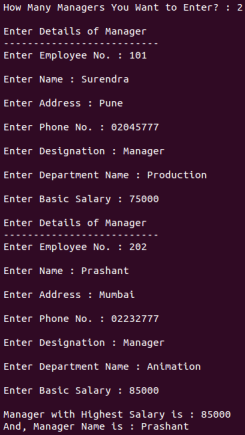 How Many Managers You Want to Enter? : 2
Enter Details of Manager
--------------------------
Enter Employee No. : 101
Enter Name : Surendra
Enter Address : Pune
Enter Phone No. : 02045777
Enter Designation : Manager
Enter Department Name : Production
Enter Basic Salary : 75000
Enter Details of Manager
--------------------------
Enter Employee No. : 202
Enter Name : Prashant
Enter Address : Mumbai
Enter Phone No. : 02232777
Enter Designation : Manager
Enter Department Name : Animation
Enter Basic Salary : 85000
Manager with Highest Salary is : 85000
And, Manager Name is : Prashant